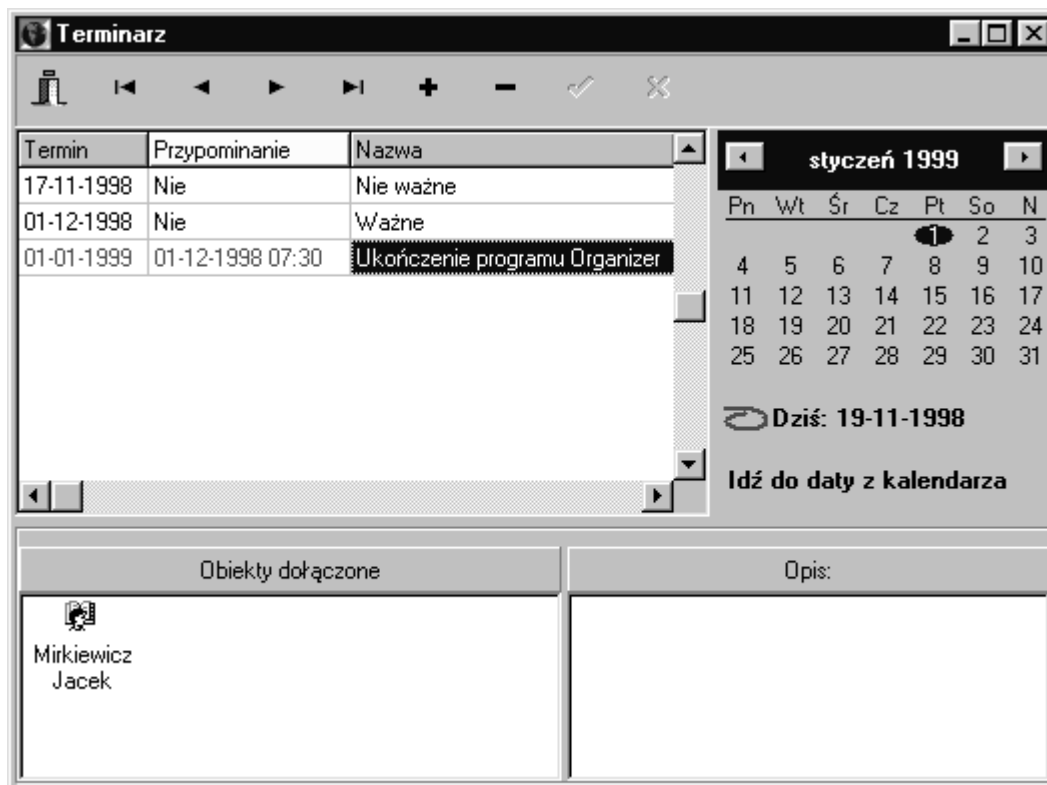 Terminarz
Termin Przypominanie Nazwa
17-11-1998 Nie Nie ważne
01-12-1998 Nie Ważne
01-01-1999 01-12-1998 07:30 Ukończenie programu Organizer
styczeń 1999
Pn Wt Śr Cz Pt So N
1 2 3
4 5 6 7 8 9 10
11 12 13 14 15 16 17
18 19 20 21 22 23 24
25 26 27 28 29 30 31
Dziś: 19-11-1998
Idź do daty z kalendarza
Obiekty dołączone
Mirkiewicz
Jacek
Opis: